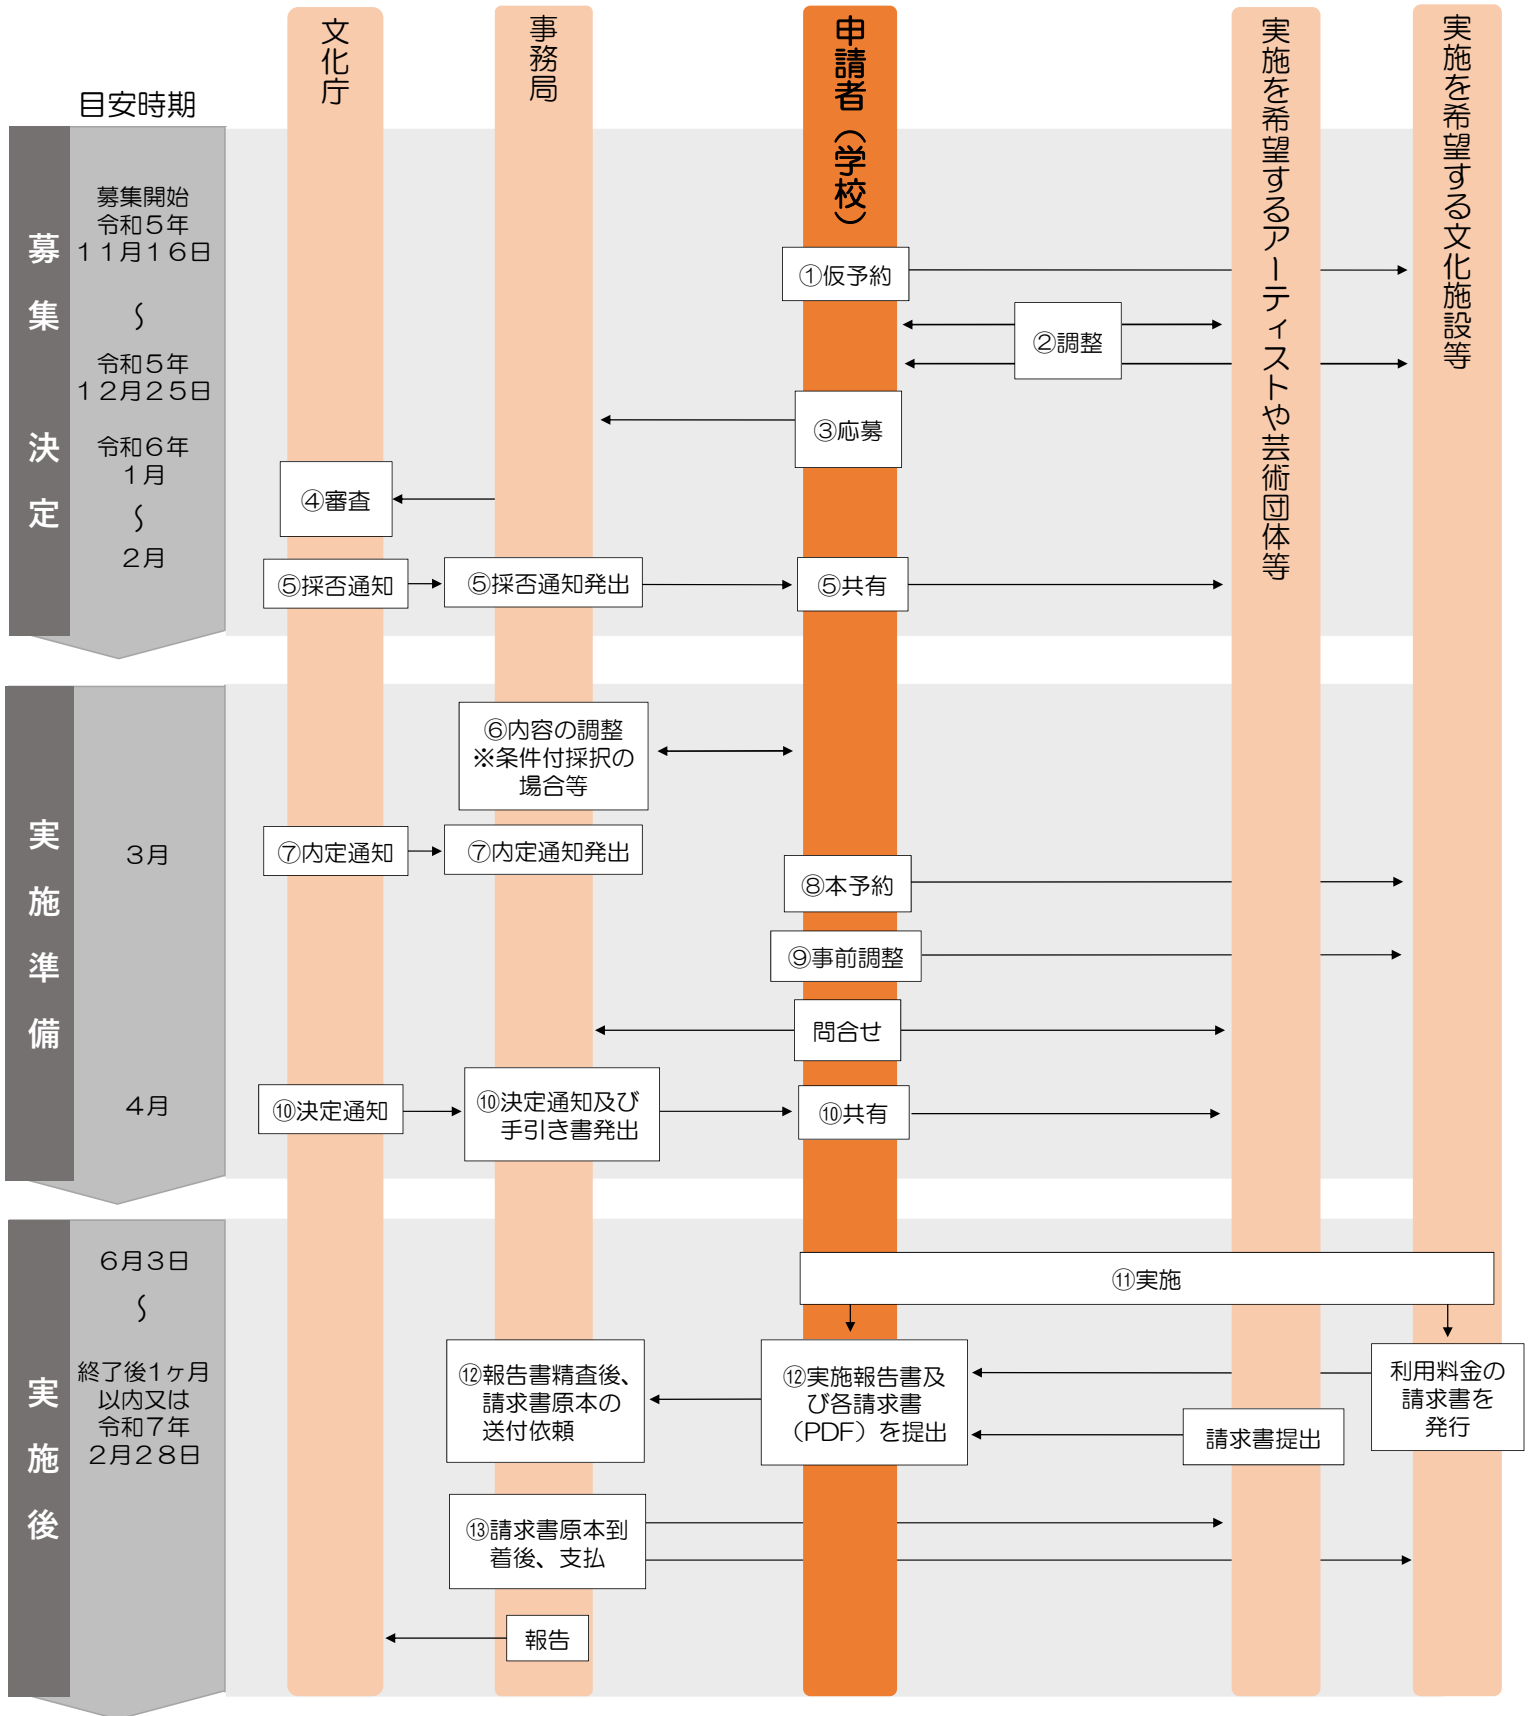 目安時期
文化庁
事務局
申請者（学校）
実施を希望するアーティストや芸術団体等
実施を希望する文化施設等
募集
決定
募集開始
令和５年
１１月１６日
～
令和５年
１２月２５日
令和６年
１月
～
２月
①仮予約
②調整
③応募
④審査
⑤採否通知
⑤採否通知発出
⑤共有
実施準備
３月
４月
⑥内容の調整
※条件付採択の
場合等
⑦内定通知
⑦内定通知発出
⑧本予約
⑨事前調整
問合せ
⑩決定通知
⑩決定通知及び
手引き書発出
⑩共有
実施後
６月３日
～
終了後１ヶ月
以内又は
令和７年
２月２８日
⑪実施
⑫報告書精査後、
請求書原本の
送付依頼
⑫実施報告書及
び各請求書
（PDF）を提出
利用料金の
請求書を
発行
請求書提出
⑬請求書原本到
着後、支払
報告